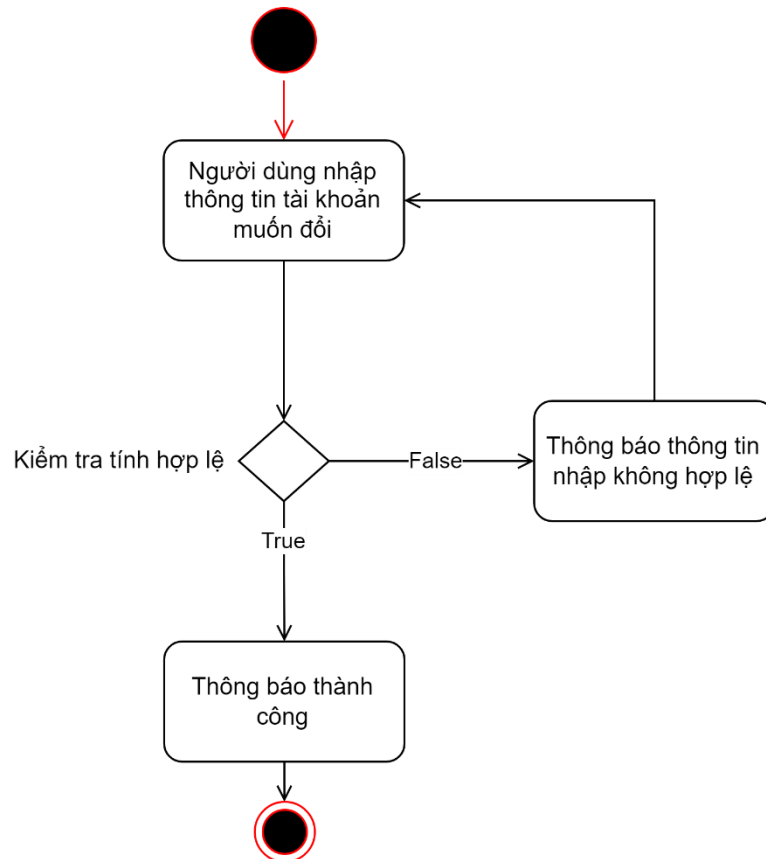 Người dùng nhập
thông tin tài khoản
muốn đổi
Kiểm tra tính hợp lệ
False
Thông báo thông tin
nhập không hợp lệ
True
Thông báo thành
công